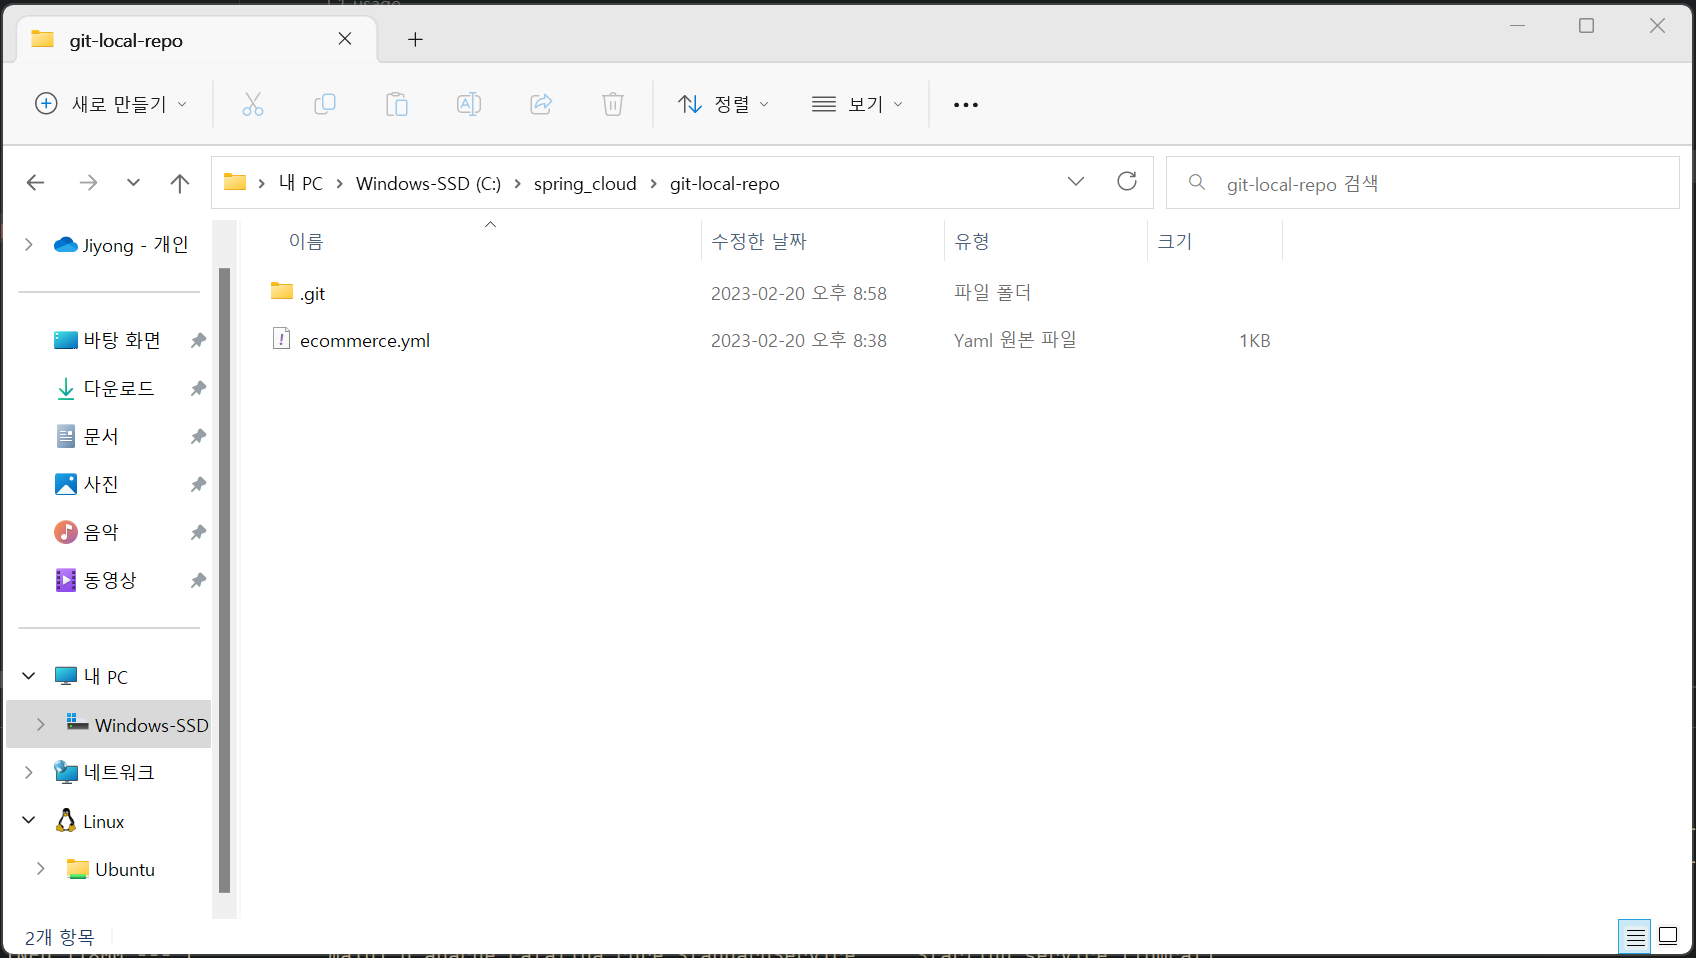 git-local-repo
새로 만들기 정렬 보기
내 PC > Windows-SSD (C:) > spring_cloud > git-local-repo
git-local-repo 검색
이름 수정한 날짜 유형 크기
.git 2023-02-20 오후 8:58 파일 폴더
ecommerce.yml 2023-02-20 오후 8:38 Yaml 원본 파일 1KB
Jiyong - 개인
바탕 화면
다운로드
문서
사진
음악
동영상
내 PC
Windows-SSD
네트워크
Linux
Ubuntu
2개 항목